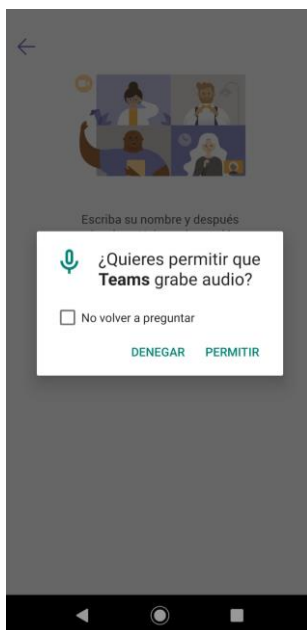 Escriba su nombre y después
¿Quieres permitir que
Teams grabe audio?
No volver a preguntar
DENEGAR PERMITIR